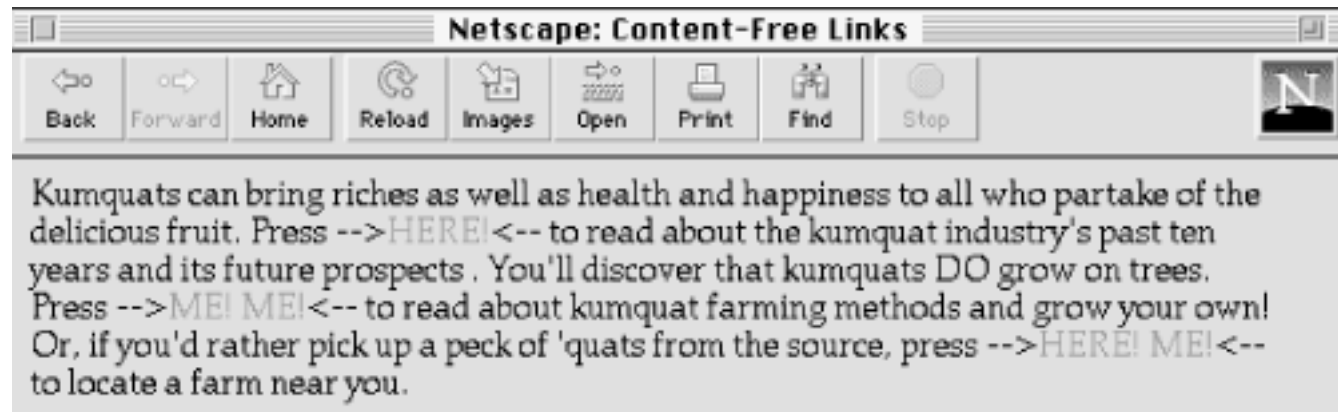 Netscape: Content-Free Links
Back Forward Home Reload Images Open Print Find Stop N
Kumquats can bring riches as well as health and happiness to all who partake of the
delicious fruit. Press -->HERE!<-- to read about the kumquat industry's past ten
years and its future prospects . You'll discover that kumquats DO grow on trees.
Press -->ME! ME!<-- to read about kumquat farming methods and grow your own!
Or, if you'd rather pick up a peck of 'quats from the source, press -->HERE! ME!<--
to locate a farm near you.